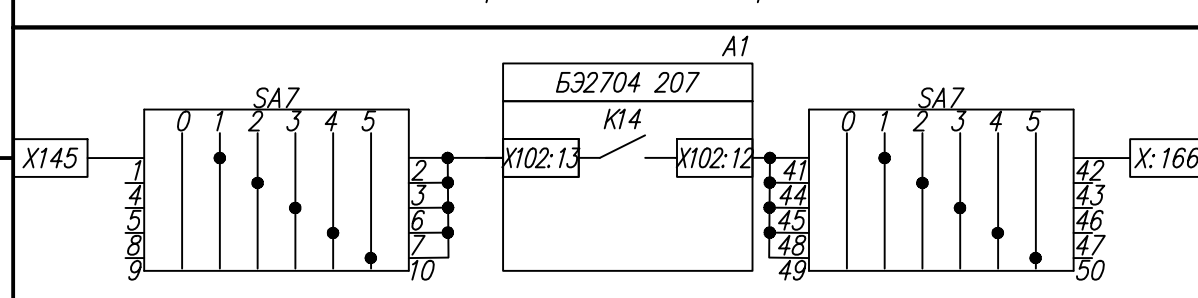 A1
БЭ2704 207
SA7
SA7
0 1 2 3 4 5
K14
0 1 2 3 4 5
X145
X102:13
X102:12
X:166
1 2 41 42
4 3 44 43
5 6 45 46
8 7 48 47
9 10 49 50